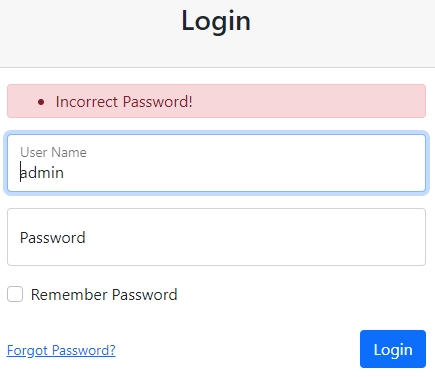 Login
Incorrect Password!
User Name
admin
Password
Remember Password
Forgot Password?
Login